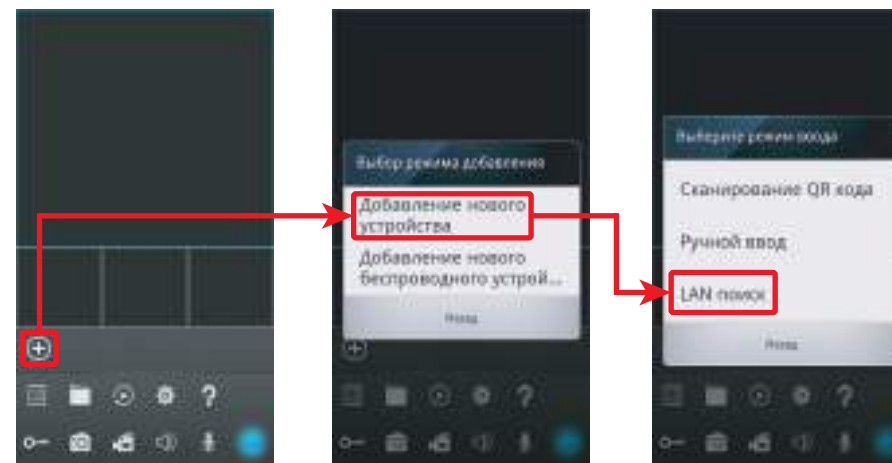 Выбор режима добавления
Добавление нового
устройства
Добавление нового
беспроводного устрой...
Назад
Выберите режим ввода
Сканирование QR кода
Ручной ввод
LAN поиск
Назад